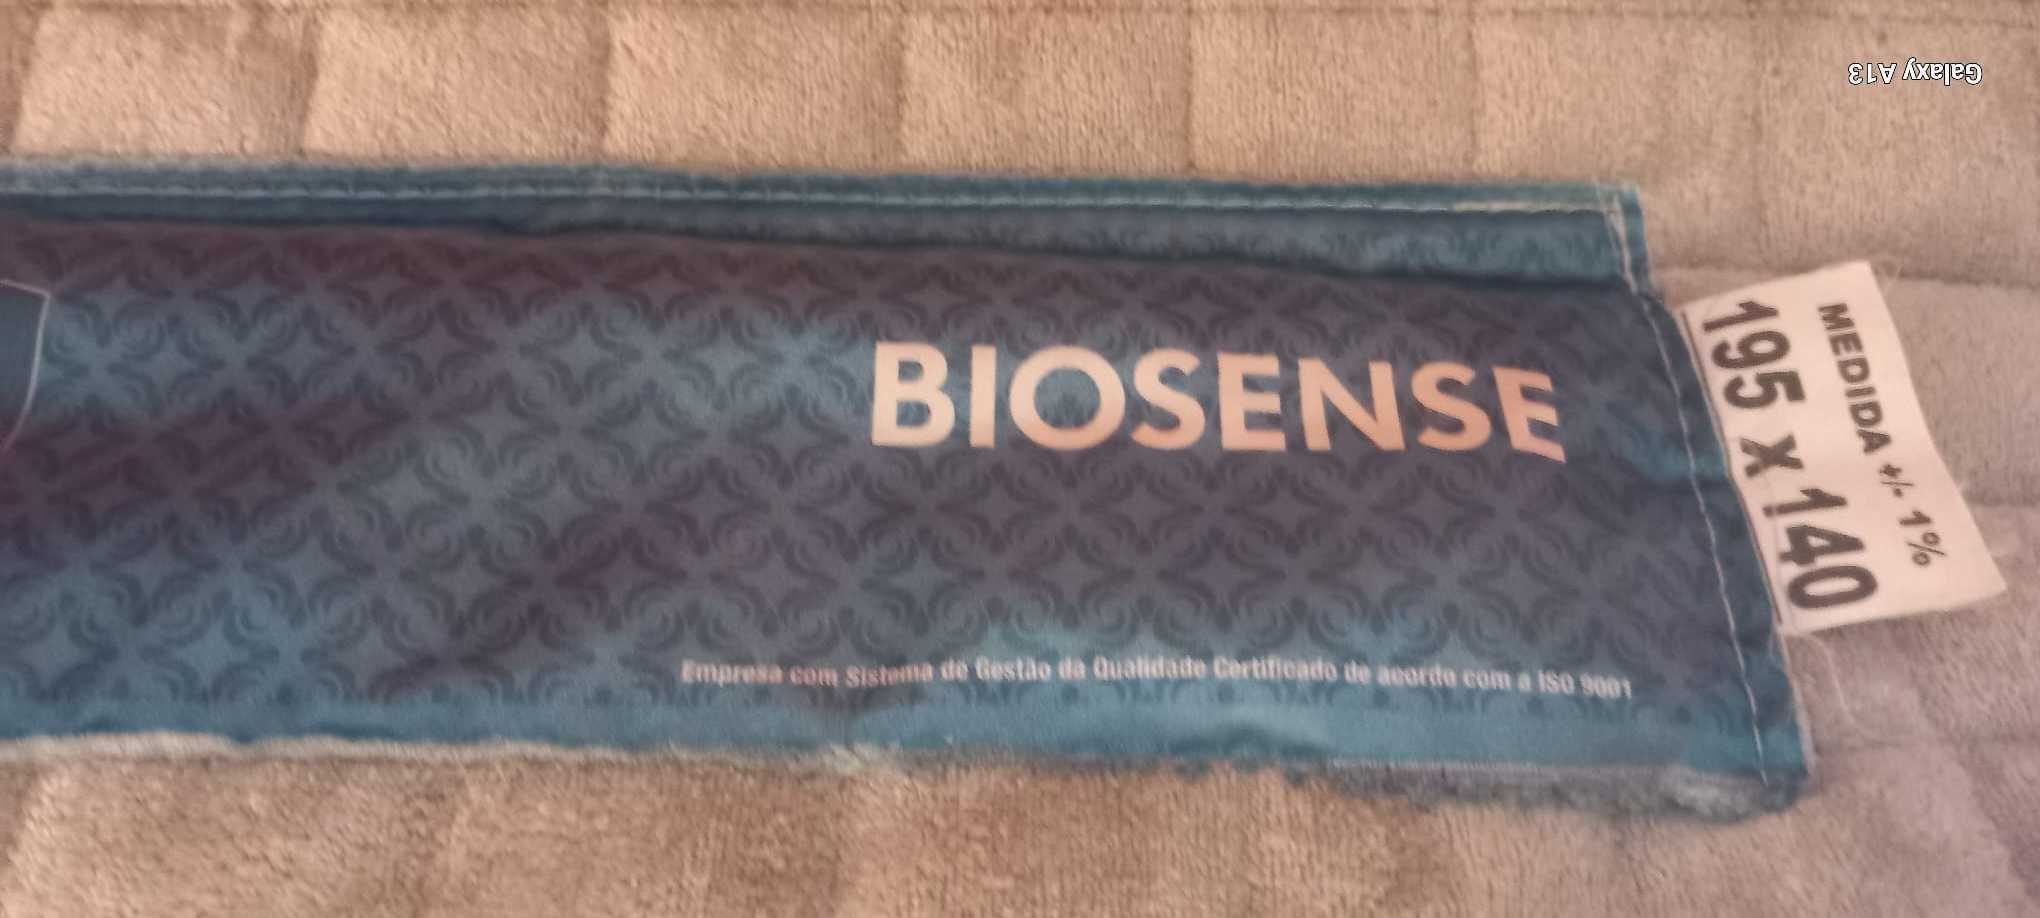 Galaxy A13
BIOSENSE
Empresa com Sistema de Gestão da Qualidade Certificado de acordo com a ISO 9001
MEDIDA +/- 1%
195 x 140